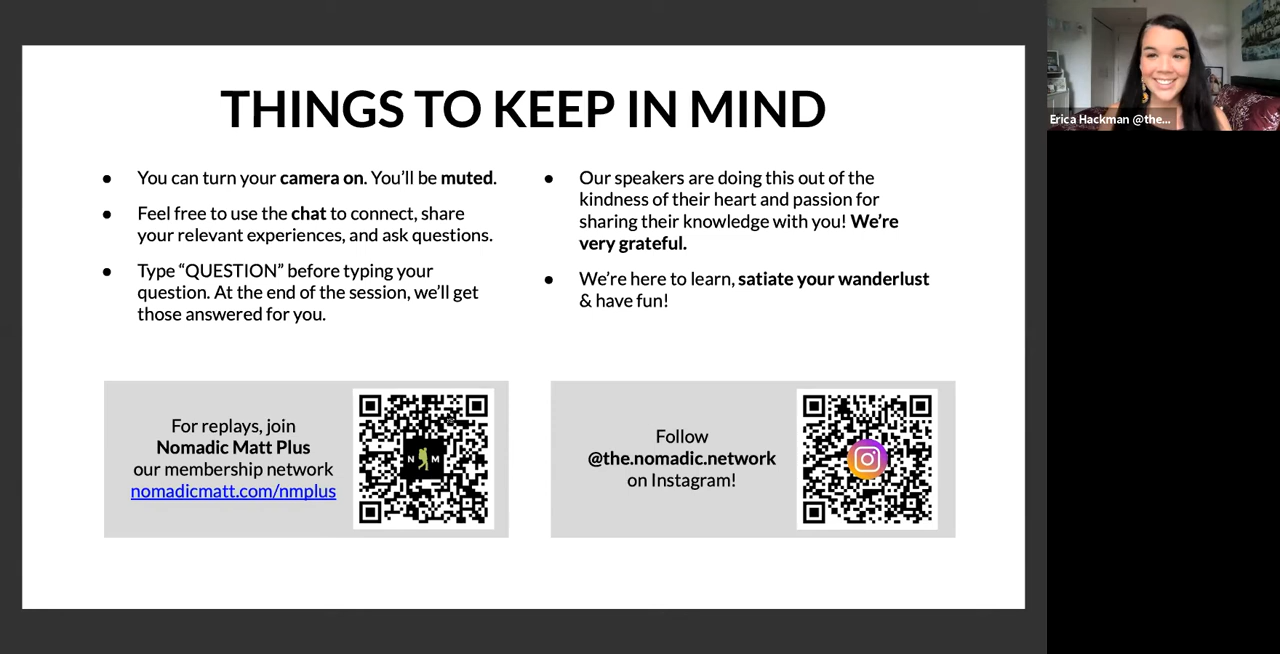 THINGS TO KEEP IN MIND
● You can turn your camera on. You’ll be muted.
● Feel free to use the chat to connect, share
your relevant experiences, and ask questions.
● Type “QUESTION” before typing your
question. At the end of the session, we’ll get
those answered for you.
● Our speakers are doing this out of the
kindness of their heart and passion for
sharing their knowledge with you! We’re
very grateful.
● We’re here to learn, satiate your wanderlust
& have fun!
For replays, join
Nomadic Matt Plus
our membership network
nomadicmatt.com/nmplus
N M
Follow
@the.nomadic.network
on Instagram!
Erica Hackman @the...